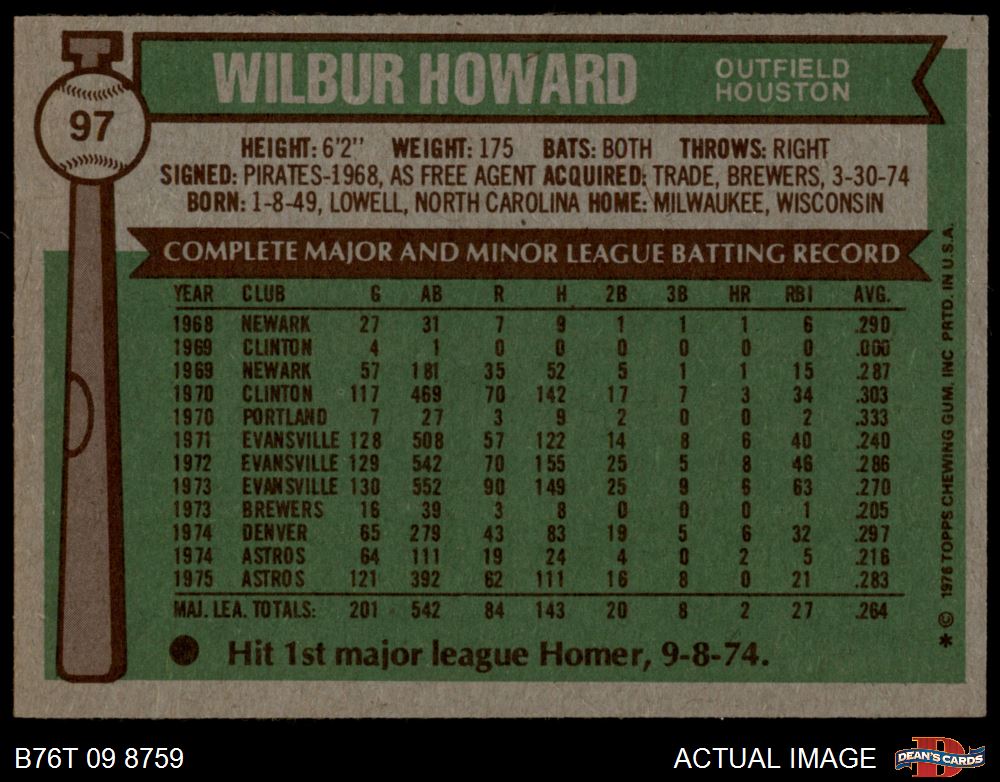 T
97
WILBUR HOWARD
OUTFIELD
HOUSTON
HEIGHT: 6'2" WEIGHT: 175 BATS: BOTH THROWS: RIGHT
SIGNED: PIRATES-1968, AS FREE AGENT ACQUIRED: TRADE, BREWERS, 3-30-74
BORN: 1-8-49, LOWELL, NORTH CAROLINA HOME: MILWAUKEE, WISCONSIN
COMPLETE MAJOR AND MINOR LEAGUE BATTING RECORD
YEAR CLUB G AB R H 2B 3B HR RBI AVG.
1968 NEWARK 27 31 7 9 1 1 1 6 .290
1969 CLINTON 4 1 0 0 0 0 0 0 .000
1969 NEWARK 57 181 35 52 5 1 1 15 .287
1970 CLINTON 117 469 70 142 17 7 3 34 .303
1970 PORTLAND 7 27 3 9 2 0 0 2 .333
1971 EVANSVILLE 128 508 57 122 14 8 6 40 .240
1972 EVANSVILLE 129 542 70 155 25 5 8 46 .286
1973 EVANSVILLE 130 552 90 149 25 9 6 63 .270
1973 BREWERS 16 39 3 8 0 0 0 1 .205
1974 DENVER 65 279 43 83 19 5 6 32 .297
1974 ASTROS 64 111 19 24 4 0 2 5 .216
1975 ASTROS 121 392 62 111 16 8 0 21 .283
MAJ. LEA. TOTALS: 201 542 84 143 20 8 2 27 .264
Hit 1st major league Homer, 9-8-74.
* © 1976 TOPPS CHEWING GUM, INC PRTD. IN U.S.A.
B76T 09 8759
ACTUAL IMAGE
D
DEAN'S CARDS